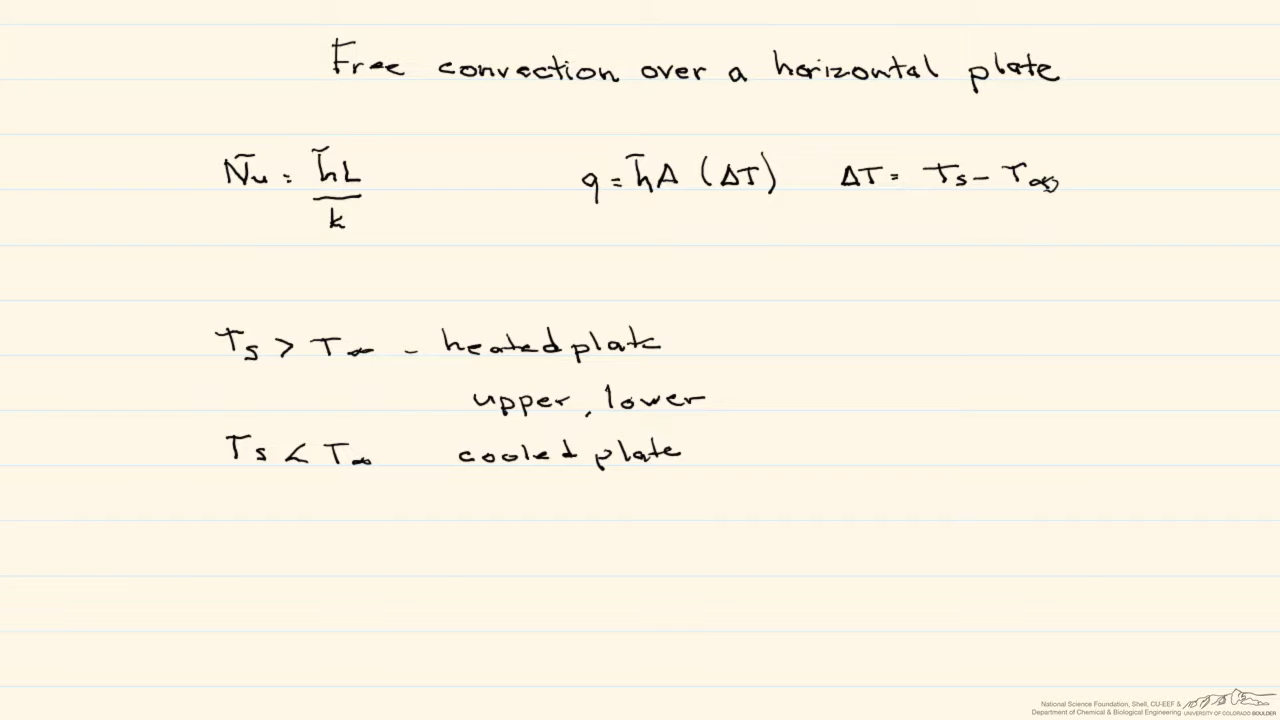 Free convection over a horizontal plate
N̄u = h̄L/k q = h̄A (ΔT) ΔT = Ts - T∞
Ts > T∞ - heated plate
upper, lower
Ts < T∞ cooled plate
National Science Foundation, Shell, CU-EEF &
Department of Chemical & Biological Engineering UNIVERSITY OF COLORADO BOULDER